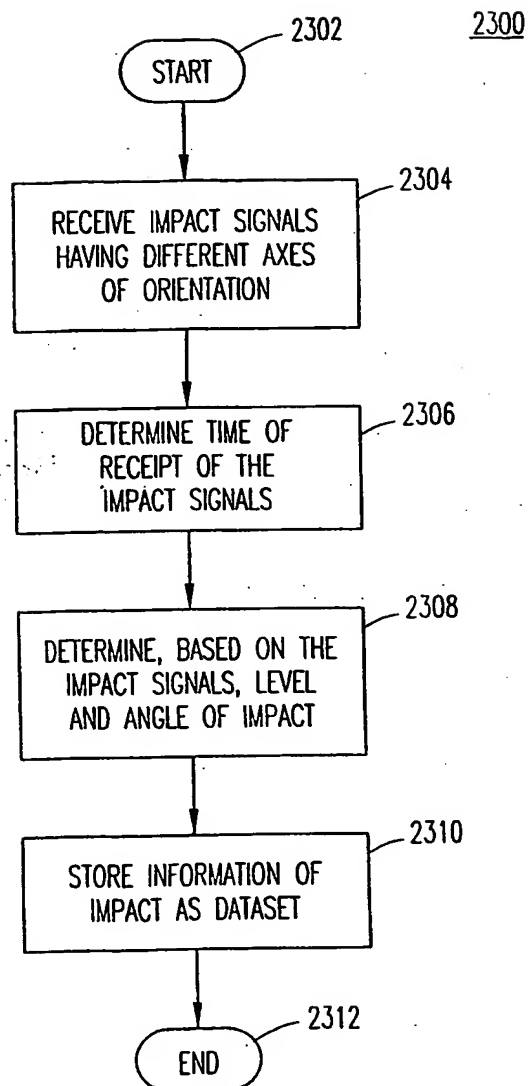 2302
2300
START
2304
RECEIVE IMPACT SIGNALS
HAVING DIFFERENT AXES
OF ORIENTATION
2306
DETERMINE TIME OF
RECEIPT OF THE
IMPACT SIGNALS
2308
DETERMINE, BASED ON THE
IMPACT SIGNALS, LEVEL
AND ANGLE OF IMPACT
2310
STORE INFORMATION OF
IMPACT AS DATASET
2312
END